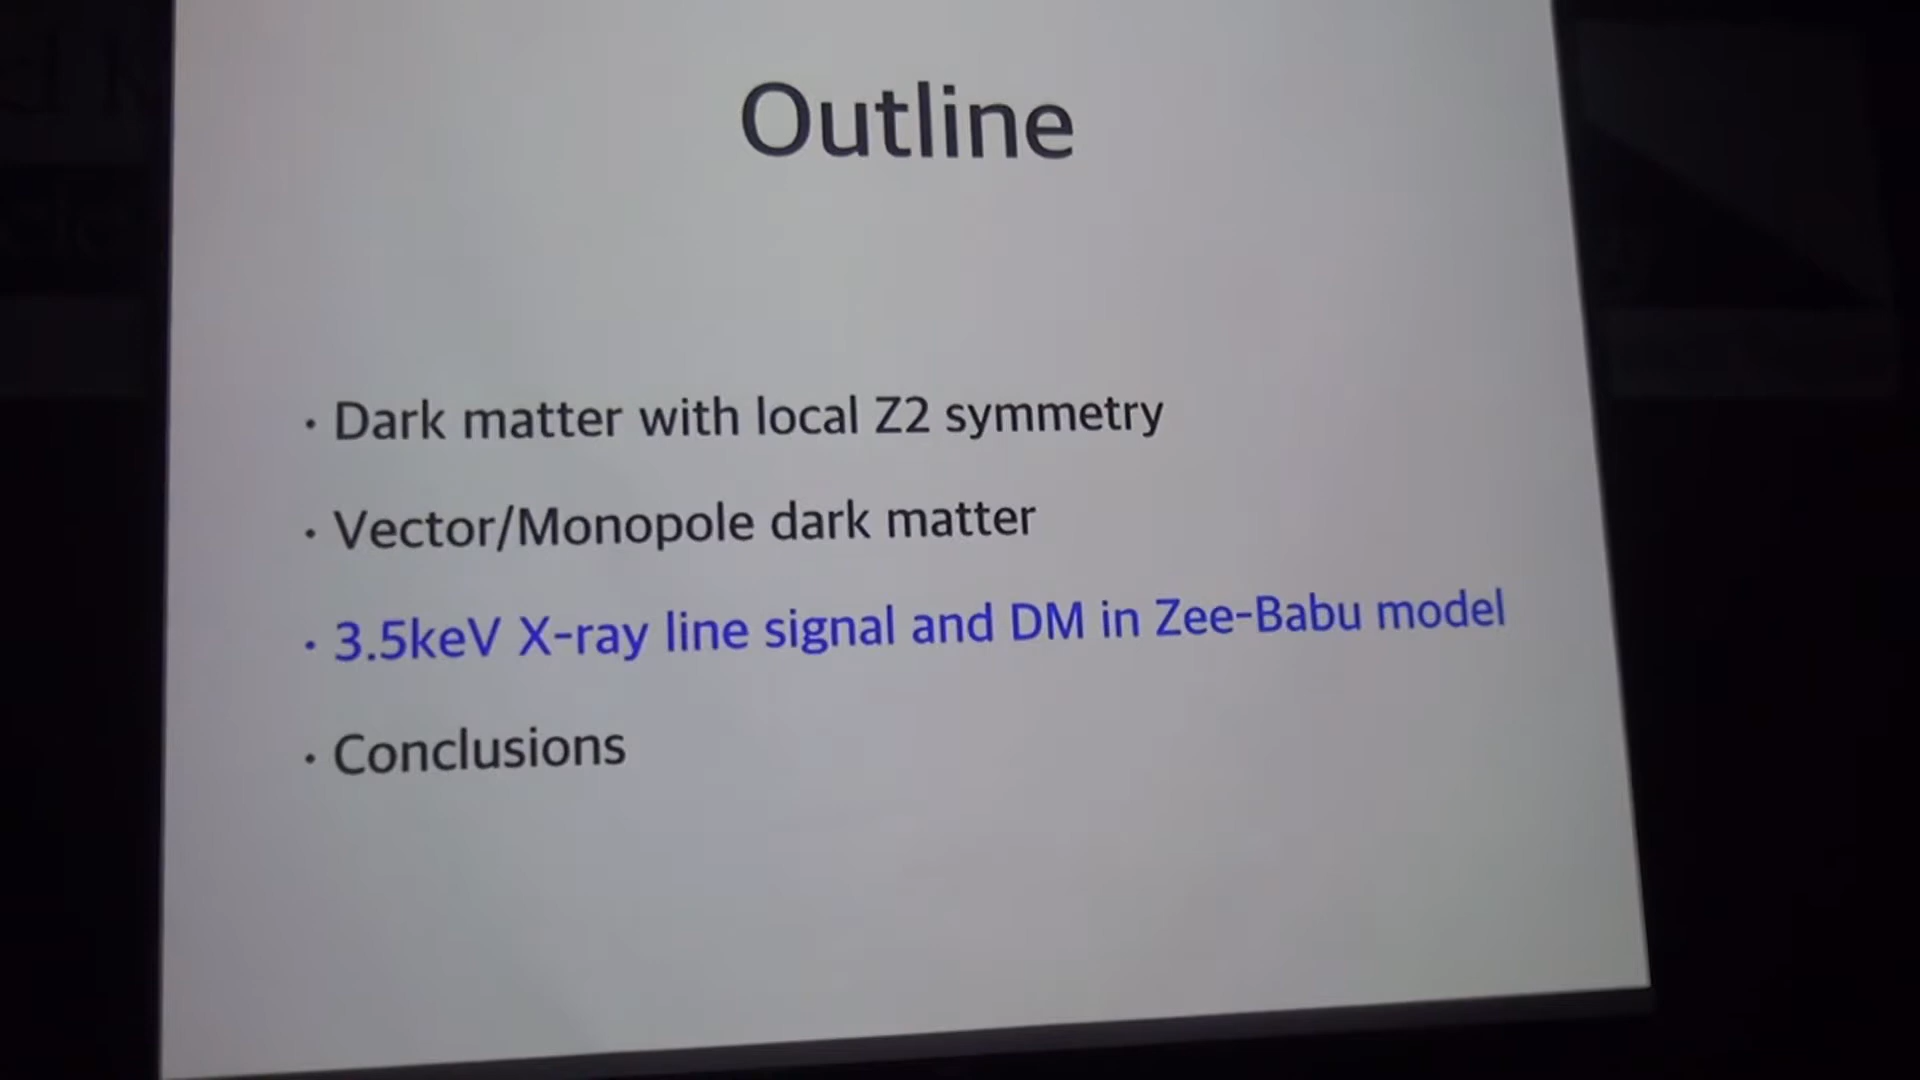 Outline
· Dark matter with local Z2 symmetry
· Vector/Monopole dark matter
· 3.5keV X-ray line signal and DM in Zee-Babu model
· Conclusions